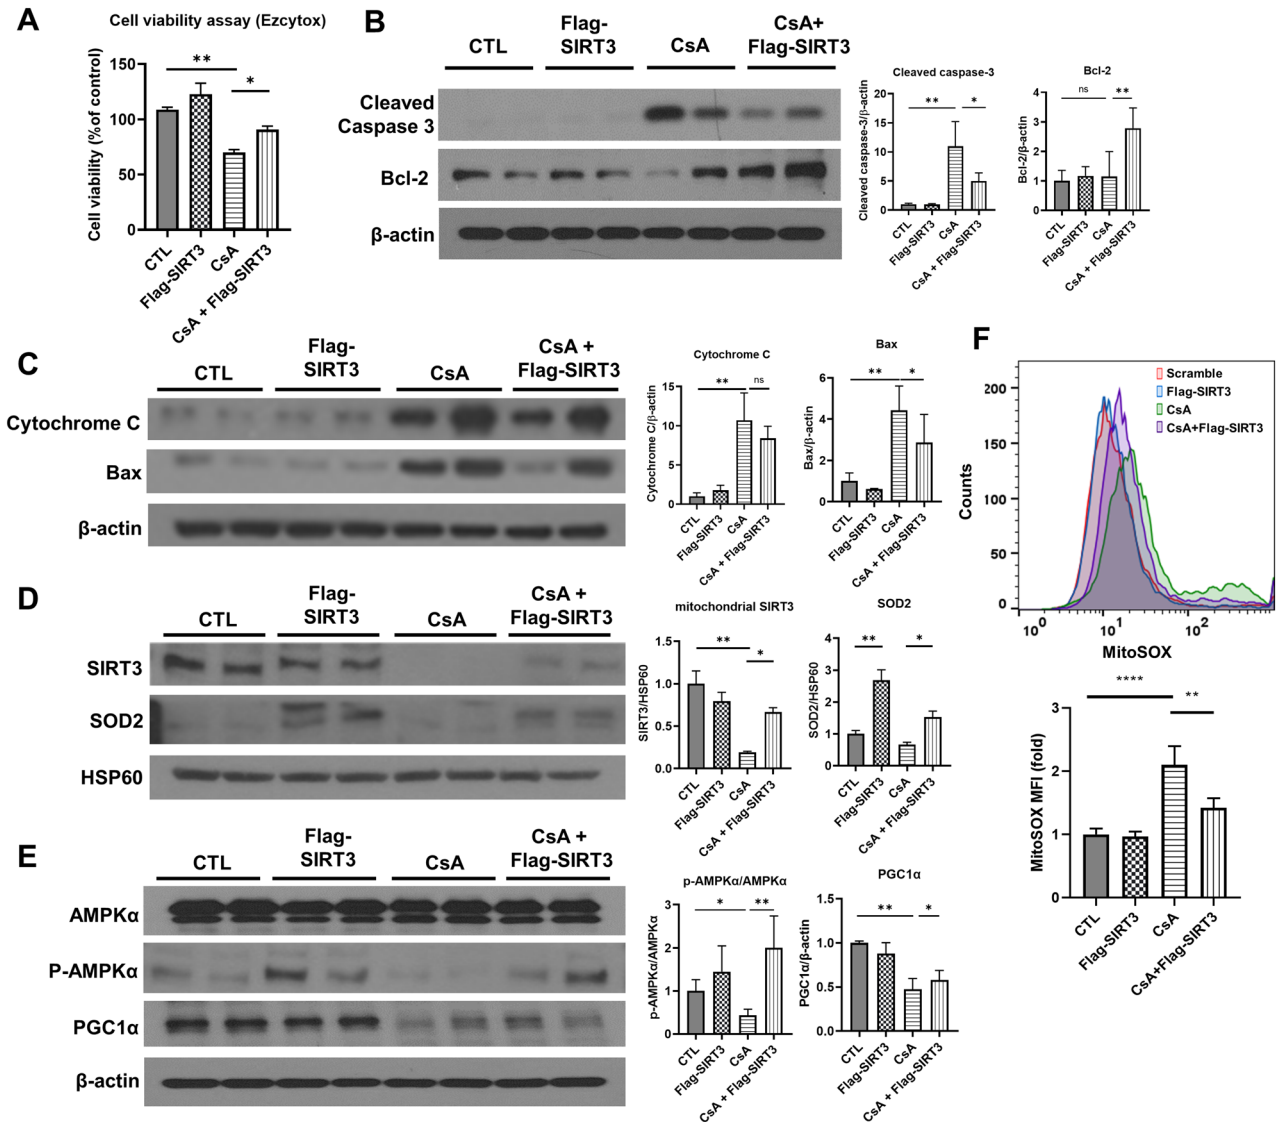 A
Cell viability assay (Ezcytox)
Cell viability (% of control)
150
100
50
0
**
*
CTL
Flag-SIRT3
CsA
CsA + Flag-SIRT3
B
CTL
Flag-
SIRT3
CsA
CsA+
Flag-SIRT3
Cleaved
Caspase 3
Bcl-2
β-actin
Cleaved caspase-3
Cleaved caspase-3/β-actin
20
15
10
5
0
**
*
CTL
Flag-SIRT3
CsA
CsA + Flag-SIRT3
Bcl-2
Bcl-2/β-actin
4
3
2
1
0
ns
**
CTL
Flag-SIRT3
CsA
CsA + Flag-SIRT3
C
CTL
Flag-
SIRT3
CsA
CsA +
Flag-SIRT3
Cytochrome C
Bax
β-actin
Cytochrome C
Cytochrome C/β-actin
15
10
5
0
**
ns
CTL
Flag-SIRT3
CsA
CsA + Flag-SIRT3
Bax
Bax/β-actin
6
4
2
0
**
*
CTL
Flag-SIRT3
CsA
CsA + Flag-SIRT3
D
CTL
Flag-
SIRT3
CsA
CsA +
Flag-SIRT3
SIRT3
SOD2
HSP60
mitochondrial SIRT3
SIRT3/HSP60
1.5
1.0
0.5
0.0
**
*
CTL
Flag-SIRT3
CsA
CsA + Flag-SIRT3
SOD2
SOD2/HSP60
4
3
2
1
0
**
*
CTL
Flag-SIRT3
CsA
CsA + Flag-SIRT3
E
CTL
Flag-
SIRT3
CsA
CsA +
Flag-SIRT3
AMPKα
P-AMPKα
PGC1α
β-actin
p-AMPKα/AMPKα
p-AMPKα/AMPKα
3
2
1
0
*
**
CTL
Flag-SIRT3
CsA
CsA + Flag-SIRT3
PGC1α
PGC1α/β-actin
1.5
1.0
0.5
0.0
**
*
CTL
Flag-SIRT3
CsA
CsA + Flag-SIRT3
F
Scramble
Flag-SIRT3
CsA
CsA+Flag-SIRT3
Counts
200
150
100
50
0
10^0
10^1
10^2
MitoSOX
MitoSOX MFI (fold)
3
2
1
0
****
**
CTL
Flag-SIRT3
CsA
CsA+Flag-SIRT3